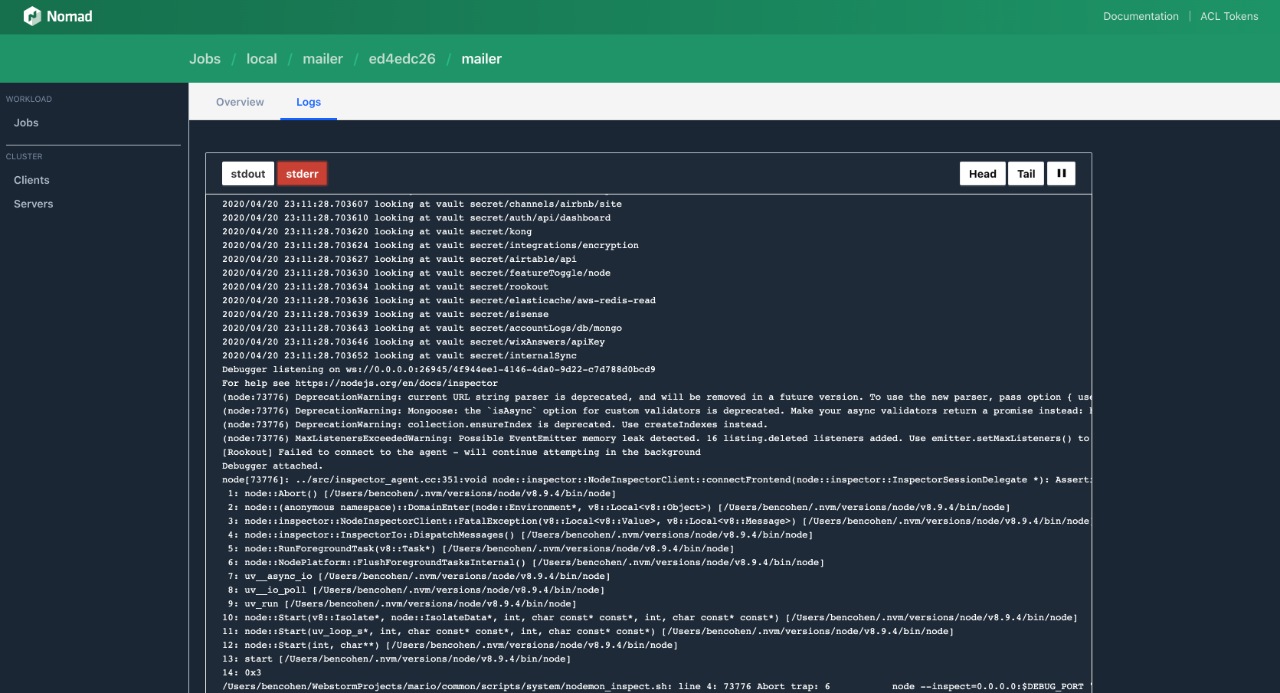 Nomad
Documentation | ACL Tokens
Jobs / local / mailer / ed4edc26 / mailer
WORKLOAD
Jobs
CLUSTER
Clients
Servers
Overview Logs
stdout stderr Head Tail
2020/04/20 23:11:28.703607 looking at vault secret/channels/airbnb/site
2020/04/20 23:11:28.703610 looking at vault secret/auth/api/dashboard
2020/04/20 23:11:28.703620 looking at vault secret/kong
2020/04/20 23:11:28.703624 looking at vault secret/integrations/encryption
2020/04/20 23:11:28.703627 looking at vault secret/airtable/api
2020/04/20 23:11:28.703630 looking at vault secret/featureToggle/node
2020/04/20 23:11:28.703634 looking at vault secret/rookout
2020/04/20 23:11:28.703636 looking at vault secret/elasticache/aws-redis-read
2020/04/20 23:11:28.703639 looking at vault secret/sisense
2020/04/20 23:11:28.703643 looking at vault secret/accountLogs/db/mongo
2020/04/20 23:11:28.703646 looking at vault secret/wixAnswers/apiKey
2020/04/20 23:11:28.703652 looking at vault secret/internalSync
Debugger listening on ws://0.0.0.0:26945/4f944ee1-4146-4da0-9d22-c7d788d0bcd9
For help see https://nodejs.org/en/docs/inspector
(node:73776) DeprecationWarning: current URL string parser is deprecated, and will be removed in a future version. To use the new parser, pass option { use
(node:73776) DeprecationWarning: Mongoose: the `isAsync` option for custom validators is deprecated. Make your async validators return a promise instead:
(node:73776) DeprecationWarning: collection.ensureIndex is deprecated. Use createIndexes instead.
(node:73776) MaxListenersExceededWarning: Possible EventEmitter memory leak detected. 16 listing.deleted listeners added. Use emitter.setMaxListeners() to
[Rookout] Failed to connect to the agent - will continue attempting in the background
Debugger attached.
node[73776]: ../src/inspector_agent.cc:351:void node::inspector::NodeInspectorClient::connectFrontend(node::inspector::InspectorSessionDelegate *): Asserti
1: node::Abort() [/Users/bencohen/.nvm/versions/node/v8.9.4/bin/node]
2: node::(anonymous namespace)::DomainEnter(node::Environment*, v8::Local<v8::Object>) [/Users/bencohen/.nvm/versions/node/v8.9.4/bin/node]
3: node::inspector::NodeInspectorClient::FatalException(v8::Local<v8::Value>, v8::Local<v8::Message>) [/Users/bencohen/.nvm/versions/node/v8.9.4/bin/node
4: node::inspector::InspectorIo::DispatchMessages() [/Users/bencohen/.nvm/versions/node/v8.9.4/bin/node]
5: node::RunForegroundTask(v8::Task*) [/Users/bencohen/.nvm/versions/node/v8.9.4/bin/node]
6: node::NodePlatform::FlushForegroundTasksInternal() [/Users/bencohen/.nvm/versions/node/v8.9.4/bin/node]
7: uv__async_io [/Users/bencohen/.nvm/versions/node/v8.9.4/bin/node]
8: uv__io_poll [/Users/bencohen/.nvm/versions/node/v8.9.4/bin/node]
9: uv_run [/Users/bencohen/.nvm/versions/node/v8.9.4/bin/node]
10: node::Start(v8::Isolate*, node::IsolateData*, int, char const* const*, int, char const* const*) [/Users/bencohen/.nvm/versions/node/v8.9.4/bin/node]
11: node::Start(uv_loop_s*, int, char const* const*, int, char const* const*) [/Users/bencohen/.nvm/versions/node/v8.9.4/bin/node]
12: node::Start(int, char**) [/Users/bencohen/.nvm/versions/node/v8.9.4/bin/node]
13: start [/Users/bencohen/.nvm/versions/node/v8.9.4/bin/node]
14: 0x3
/Users/bencohen/WebstormProjects/mario/common/scripts/system/nodemon_inspect.sh: line 4: 73776 Abort trap: 6 node --inspect=0.0.0.0:$DEBUG_PORT